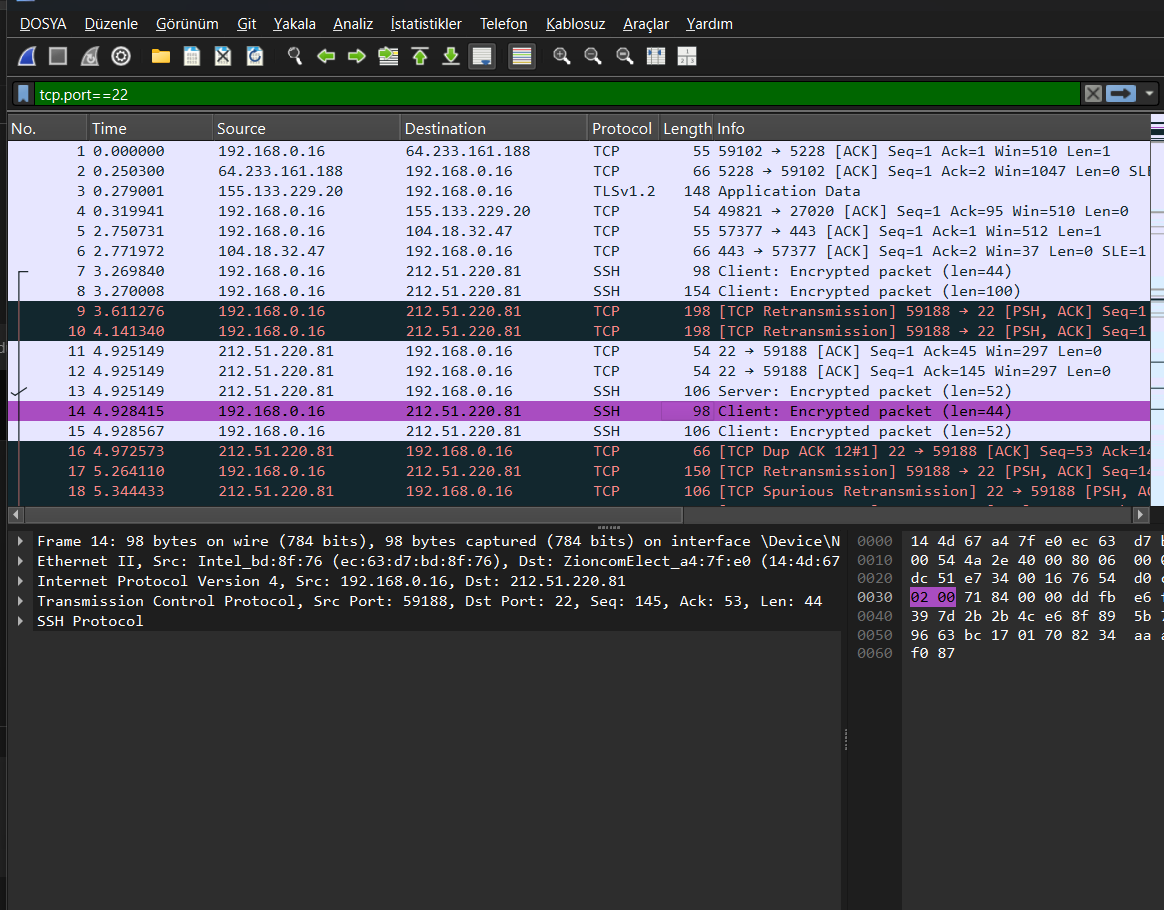 DOSYA Düzenle Görünüm Git Yakala Analiz İstatistikler Telefon Kablosuz Araçlar Yardım
tcp.port==22
No. Time Source Destination Protocol Length Info
1 0.000000 192.168.0.16 64.233.161.188 TCP 55 59102 → 5228 [ACK] Seq=1 Ack=1 Win=510 Len=1
2 0.250300 64.233.161.188 192.168.0.16 TCP 66 5228 → 59102 [ACK] Seq=1 Ack=2 Win=1047 Len=0 SLE
3 0.279001 155.133.229.20 192.168.0.16 TLSv1.2 148 Application Data
4 0.319941 192.168.0.16 155.133.229.20 TCP 54 49821 → 27020 [ACK] Seq=1 Ack=95 Win=510 Len=0
5 2.750731 192.168.0.16 104.18.32.47 TCP 55 57377 → 443 [ACK] Seq=1 Ack=1 Win=512 Len=1
6 2.771972 104.18.32.47 192.168.0.16 TCP 66 443 → 57377 [ACK] Seq=1 Ack=2 Win=37 Len=0 SLE=1
7 3.269840 192.168.0.16 212.51.220.81 SSH 98 Client: Encrypted packet (len=44)
8 3.270008 192.168.0.16 212.51.220.81 SSH 154 Client: Encrypted packet (len=100)
9 3.611276 192.168.0.16 212.51.220.81 TCP 198 [TCP Retransmission] 59188 → 22 [PSH, ACK] Seq=1
10 4.141340 192.168.0.16 212.51.220.81 TCP 198 [TCP Retransmission] 59188 → 22 [PSH, ACK] Seq=1
11 4.925149 212.51.220.81 192.168.0.16 TCP 54 22 → 59188 [ACK] Seq=1 Ack=45 Win=297 Len=0
12 4.925149 212.51.220.81 192.168.0.16 TCP 54 22 → 59188 [ACK] Seq=1 Ack=145 Win=297 Len=0
13 4.925149 212.51.220.81 192.168.0.16 SSH 106 Server: Encrypted packet (len=52)
14 4.928415 192.168.0.16 212.51.220.81 SSH 98 Client: Encrypted packet (len=44)
15 4.928567 192.168.0.16 212.51.220.81 SSH 106 Client: Encrypted packet (len=52)
16 4.972573 212.51.220.81 192.168.0.16 TCP 66 [TCP Dup ACK 12#1] 22 → 59188 [ACK] Seq=53 Ack=14
17 5.264110 192.168.0.16 212.51.220.81 TCP 150 [TCP Retransmission] 59188 → 22 [PSH, ACK] Seq=14
18 5.344433 212.51.220.81 192.168.0.16 TCP 106 [TCP Spurious Retransmission] 22 → 59188 [PSH, AC
Frame 14: 98 bytes on wire (784 bits), 98 bytes captured (784 bits) on interface \Device\N
Ethernet II, Src: Intel_bd:8f:76 (ec:63:d7:bd:8f:76), Dst: ZioncomElect_a4:7f:e0 (14:4d:67
Internet Protocol Version 4, Src: 192.168.0.16, Dst: 212.51.220.81
Transmission Control Protocol, Src Port: 59188, Dst Port: 22, Seq: 145, Ack: 53, Len: 44
SSH Protocol
0000 14 4d 67 a4 7f e0 ec 63 d7
0010 00 54 4a 2e 40 00 80 06 00
0020 dc 51 e7 34 00 16 76 54 d0
0030 02 00 71 84 00 00 dd fb e6
0040 39 7d 2b 2b 4c e6 8f 89 5b
0050 96 63 bc 17 01 70 82 34 aa
0060 f0 87